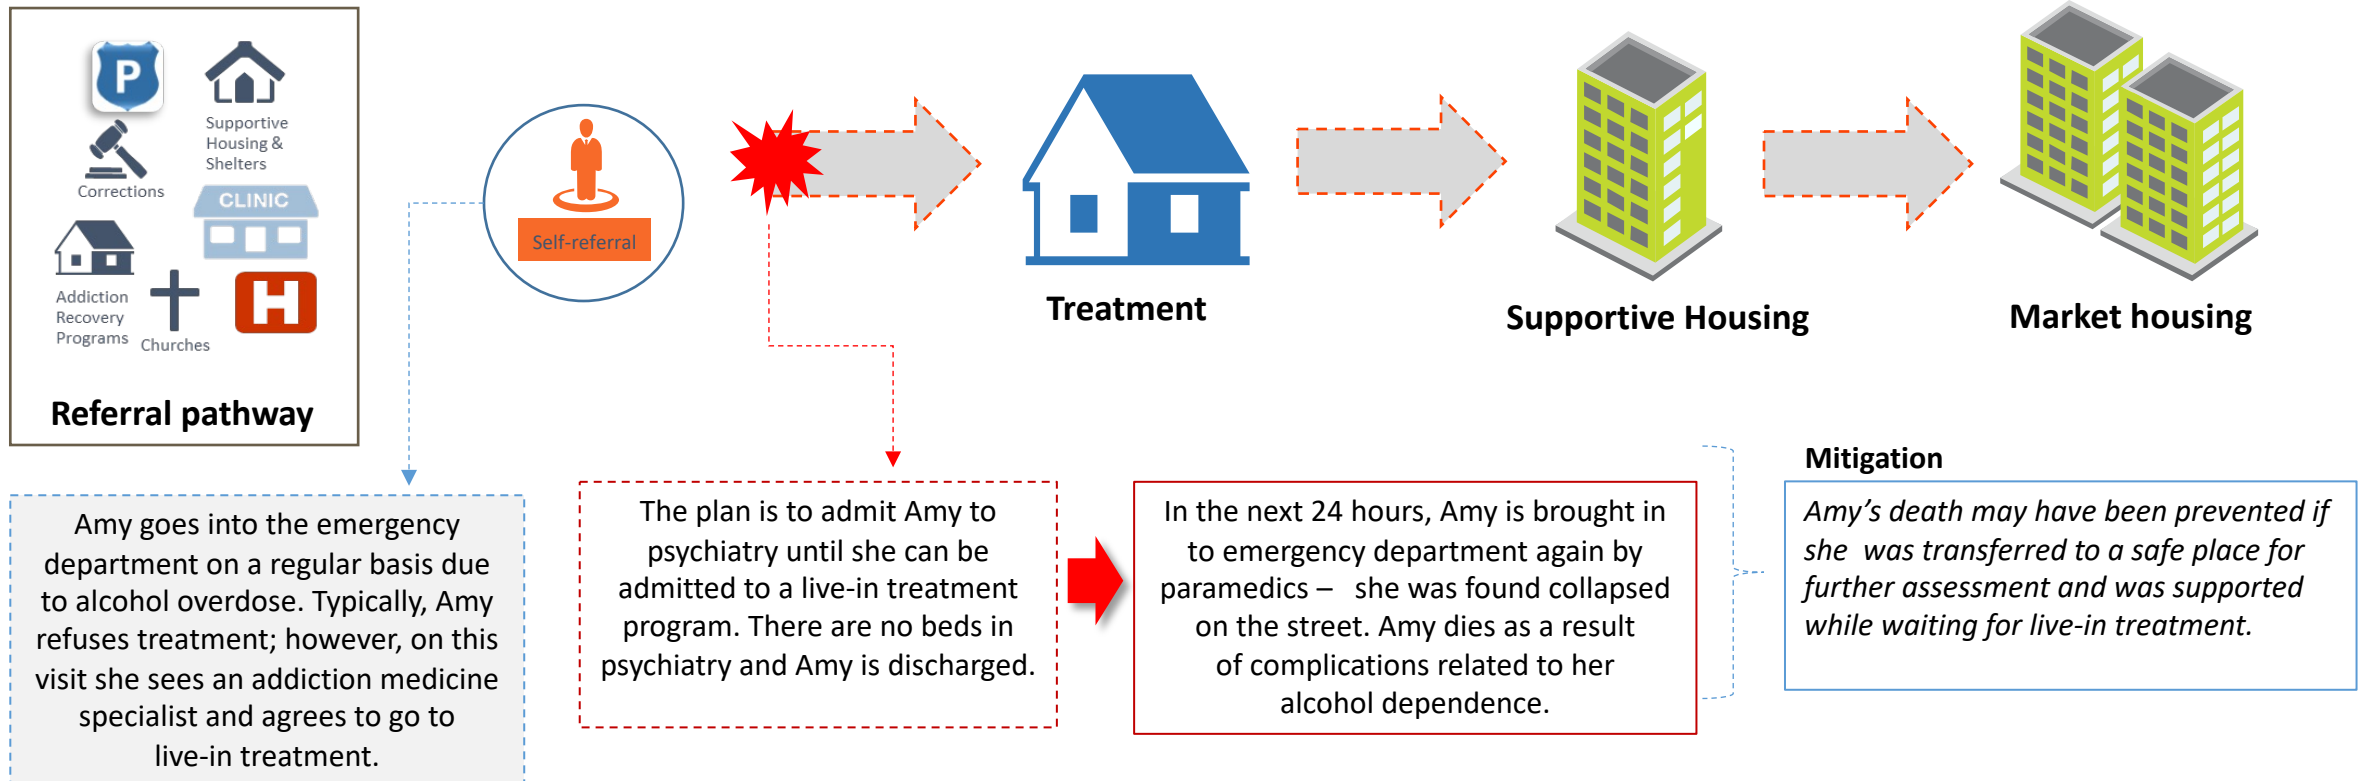 P
Supportive
Housing &
Shelters
Corrections
CLINIC
Addiction
Recovery
Programs
Churches
H
Referral pathway
Self-referral
Treatment
Supportive Housing
Market housing
Amy goes into the emergency
department on a regular basis due
to alcohol overdose. Typically, Amy
refuses treatment; however, on this
visit she sees an addiction medicine
specialist and agrees to go to
live-in treatment.
The plan is to admit Amy to
psychiatry until she can be
admitted to a live-in treatment
program. There are no beds in
psychiatry and Amy is discharged.
In the next 24 hours, Amy is brought in
to emergency department again by
paramedics – she was found collapsed
on the street. Amy dies as a result
of complications related to her
alcohol dependence.
Mitigation
Amy’s death may have been prevented if
she was transferred to a safe place for
further assessment and was supported
while waiting for live-in treatment.